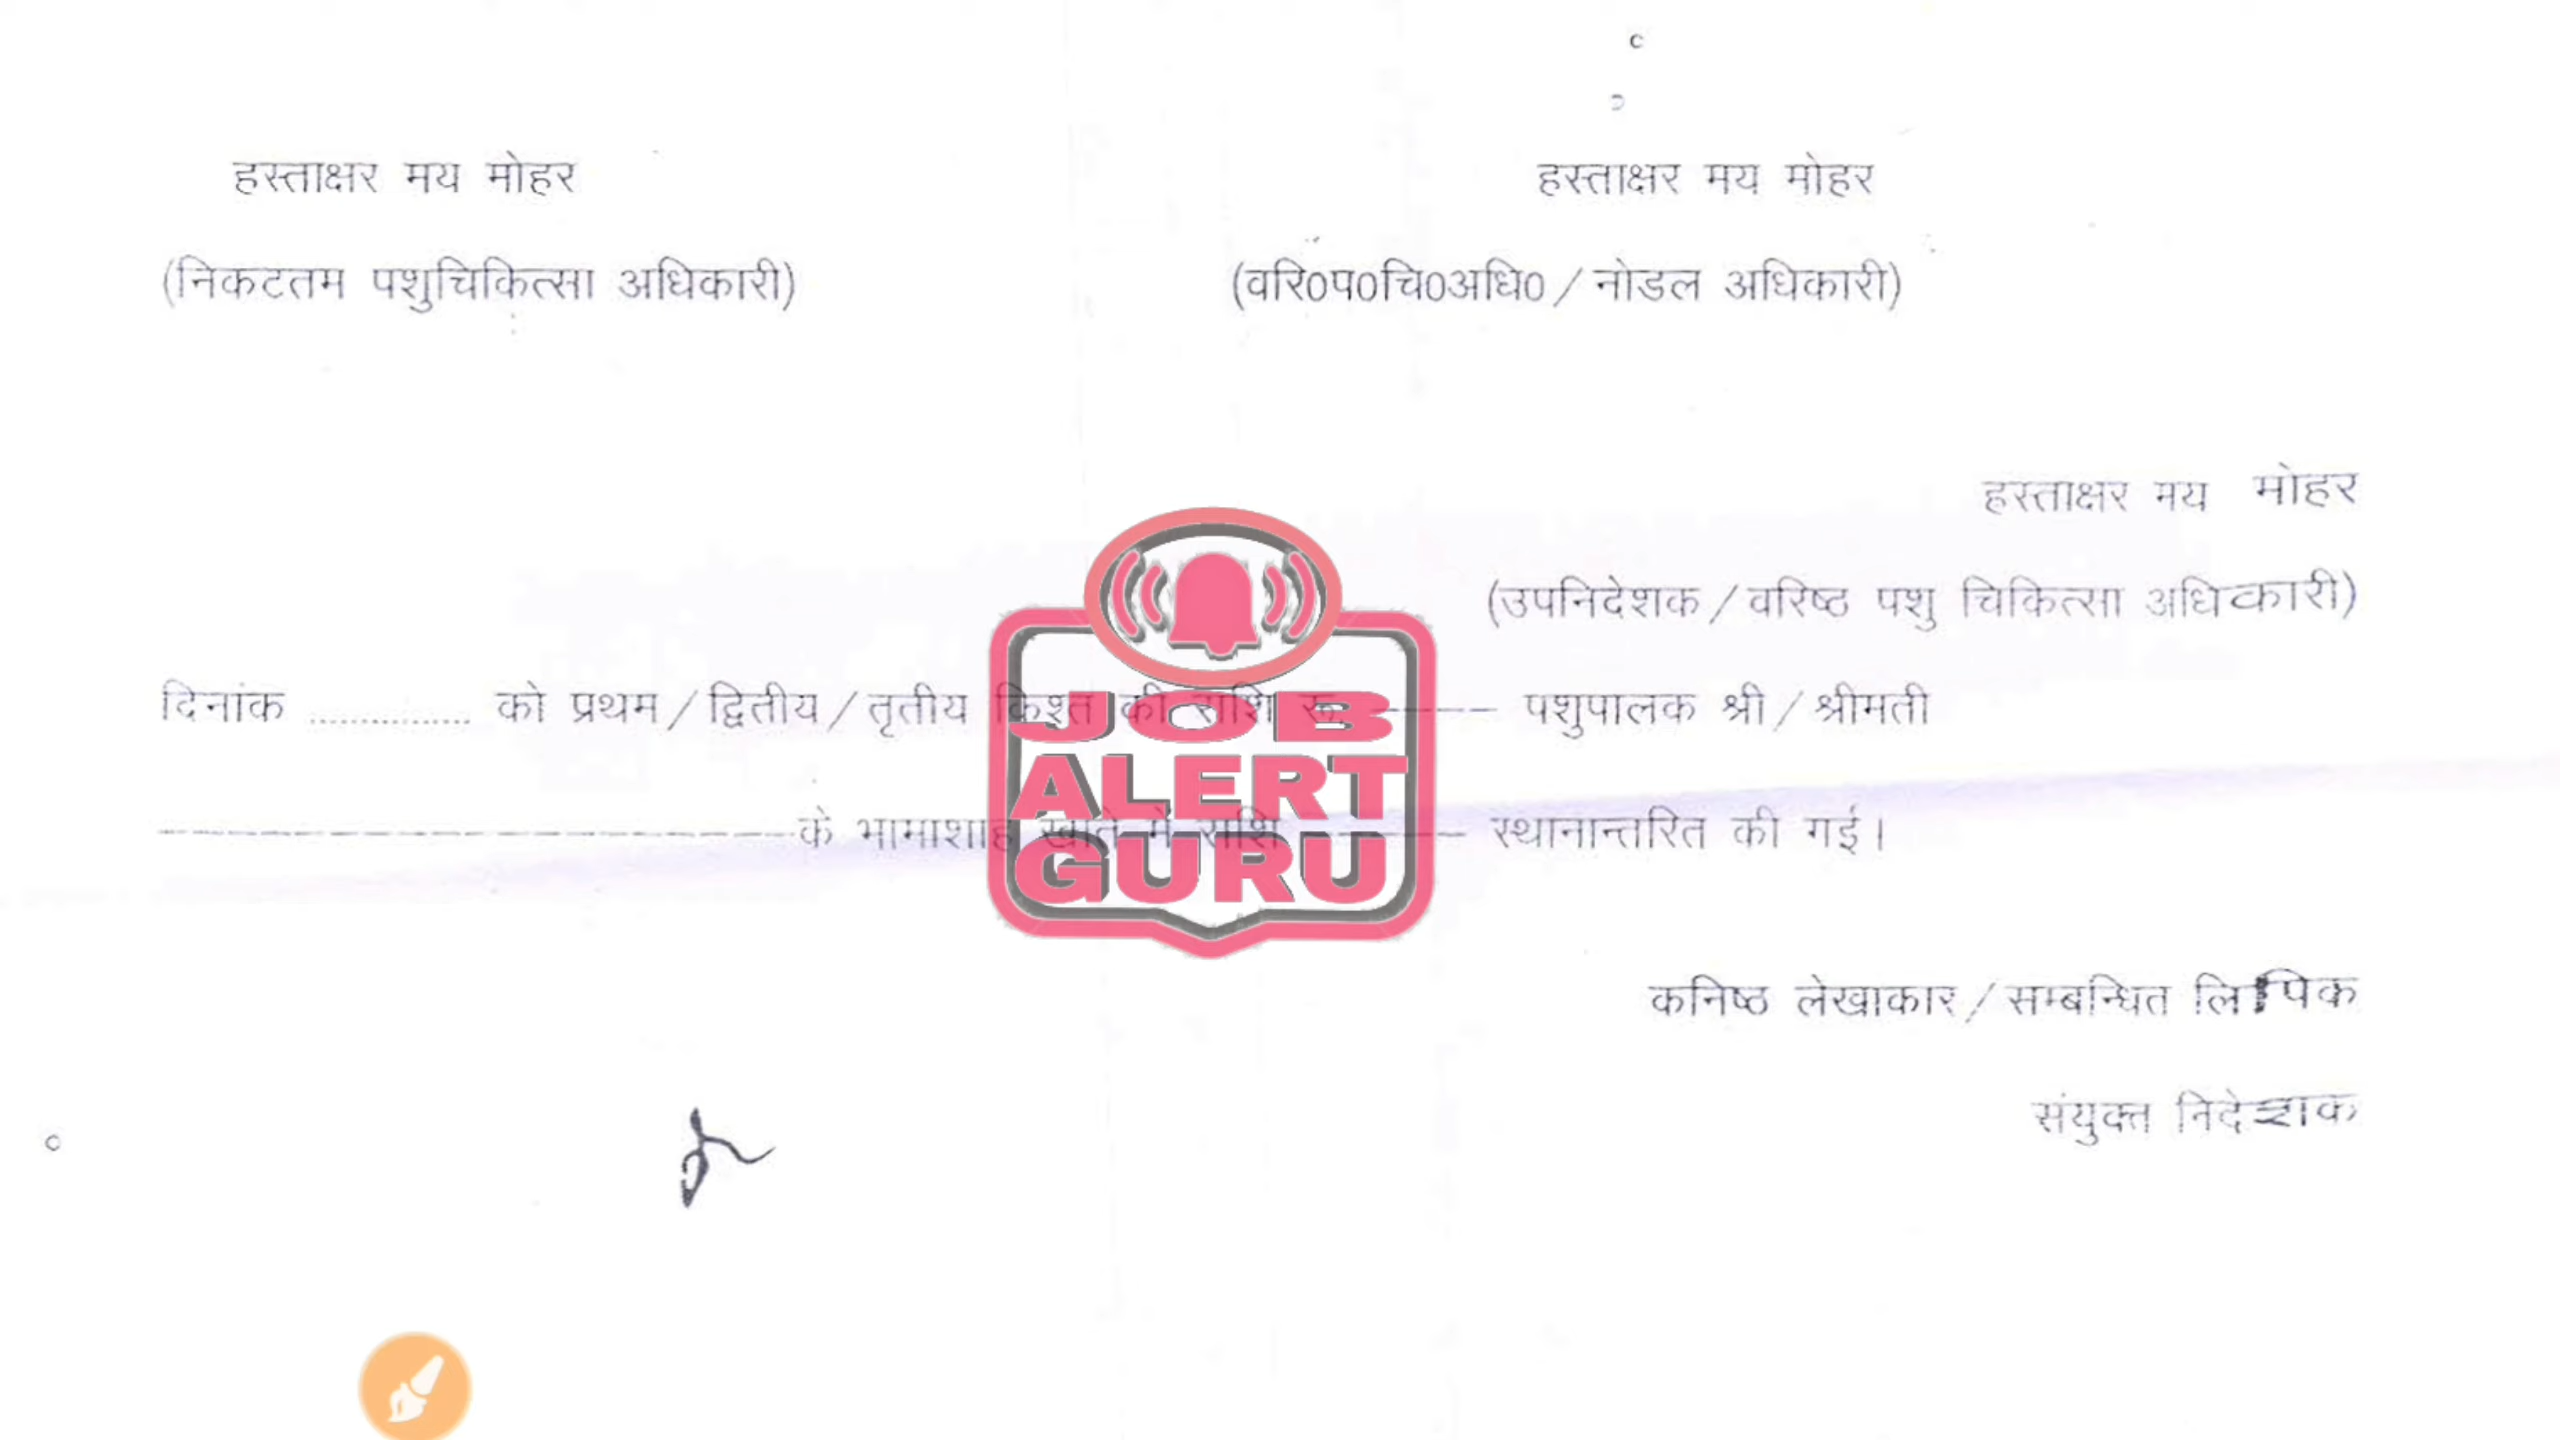 हस्ताक्षर मय मोहर हस्ताक्षर मय मोहर
(निकटतम पशुचिकित्सा अधिकारी) (वरि0प0चि0अधि0/नोडल अधिकारी)
हस्ताक्षर मय मोहर
(उपनिदेशक/वरिष्ठ पशु चिकित्सा अधिकारी)
दिनांक ............... को प्रथम/द्वितीय/तृतीय किश्त की राशि रू ------ पशुपालक श्री/श्रीमती
------------------------------के भामाशाह खाते में राशि ------ स्थानान्तरित की गई।
JOB
ALERT
GURU
कनिष्ठ लेखाकार/सम्बन्धित लिपिक
संयुक्त निदेशक